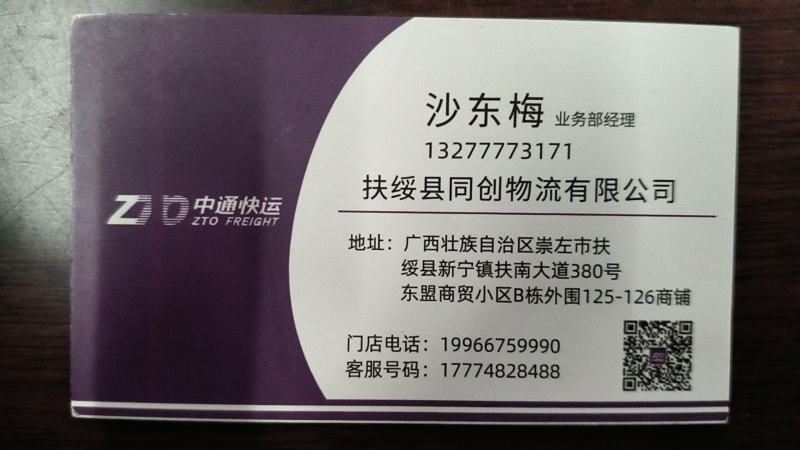 沙东梅 业务部经理
13277773171
扶绥县同创物流有限公司
中通快运
ZTO FREIGHT
地址：广西壮族自治区崇左市扶
绥县新宁镇扶南大道380号
东盟商贸小区B栋外围125-126商铺
门店电话：19966759990
客服号码：17774828488